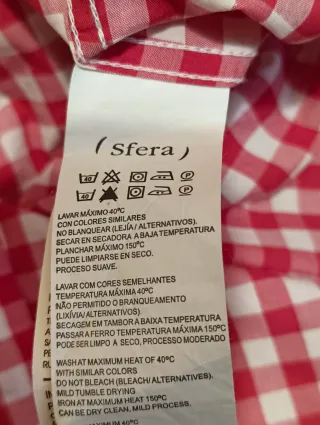 ( Sfera )
40 P
40 P
LAVAR MÁXIMO 40ºC
CON COLORES SIMILARES
NO BLANQUEAR (LEJÍA / ALTERNATIVOS).
SECAR EN SECADORA A BAJA TEMPERATURA
PLANCHAR MÁXIMO 150ºC
PUEDE LIMPIARSE EN SECO.
PROCESO SUAVE.
LAVAR COM CORES SEMELHANTES
TEMPERATURA MÁXIMA 40ºC
NÃO PERMITIDO O BRANQUEAMENTO
(LIXÍVIA/ ALTERNATIVOS)
SECAGEM EM TAMBOR A BAIXA TEMPERATURA
PASSAR A FERRO TEMPERATURA MÁXIMA 150ºC
PODE SER LIMPO A SECO, PROCESSO MODERADO
WASH AT MAXIMUM HEAT OF 40ºC
WITH SIMILAR COLORS
DO NOT BLEACH (BLEACH/ ALTERNATIVES).
MILD TUMBLE DRYING
IRON AT MAXIMUM HEAT 150ºC
CAN BE DRY CLEAN, MILD PROCESS.